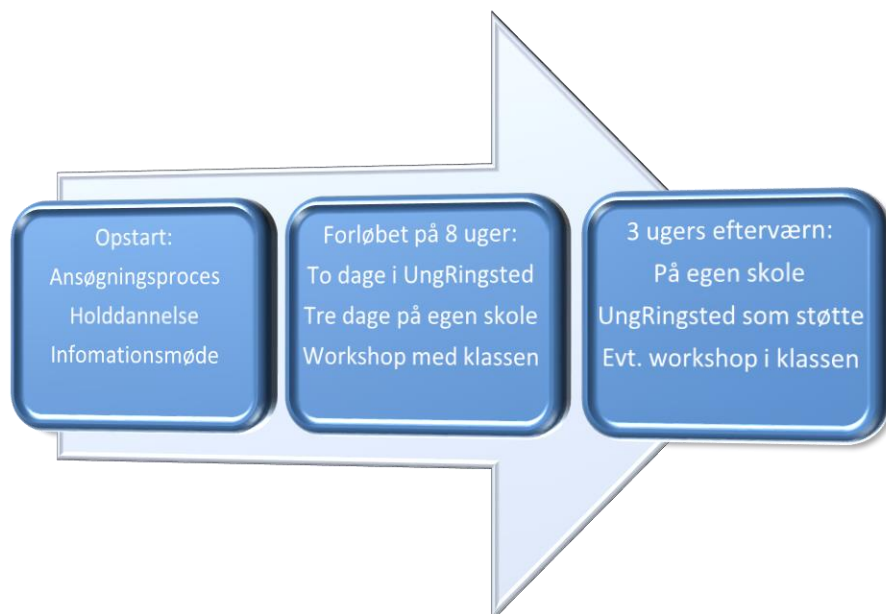 Opstart:
Ansøgningsproces
Holddannelse
Infomationsmøde
Forløbet på 8 uger:
To dage i UngRingsted
Tre dage på egen skole
Workshop med klassen
3 ugers efterværn:
På egen skole
UngRingsted som støtte
Evt. workshop i klassen